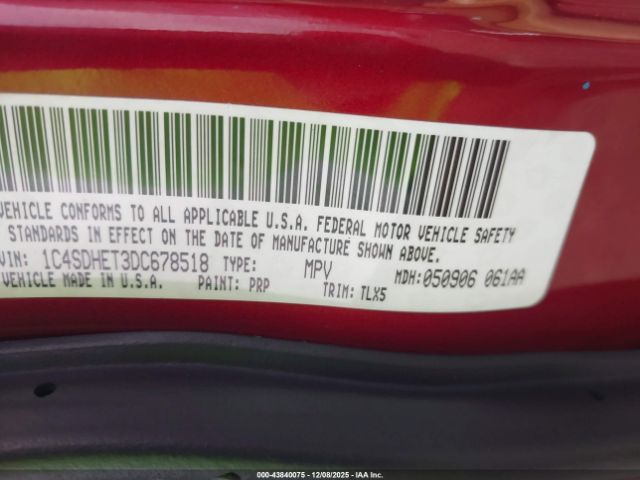 VEHICLE CONFORMS TO ALL APPLICABLE U.S.A. FEDERAL MOTOR VEHICLE SAFETY
STANDARDS IN EFFECT ON THE DATE OF MANUFACTURE SHOWN ABOVE.
VIN: 1C4SDHET3DC678518 TYPE: MPV MDH:050906 061AA
VEHICLE MADE IN U.S.A. PAINT: PRP TRIM: TLX5
000-43840075 - 12/08/2025 - IAA Inc.